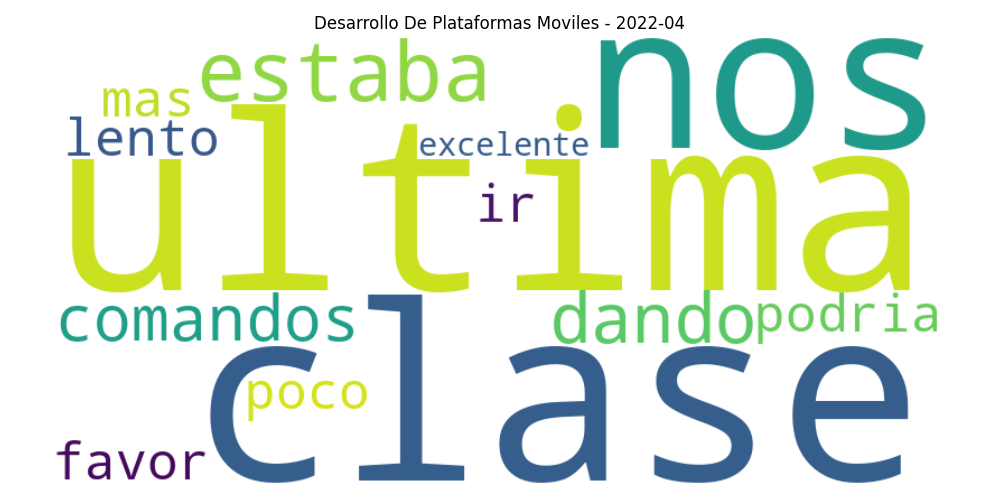 Desarrollo De Plataformas Moviles - 2022-04
nos
estaba
mas
lento
excelente
ultima
ir
comandos
dando
podria
clase
poco
favor